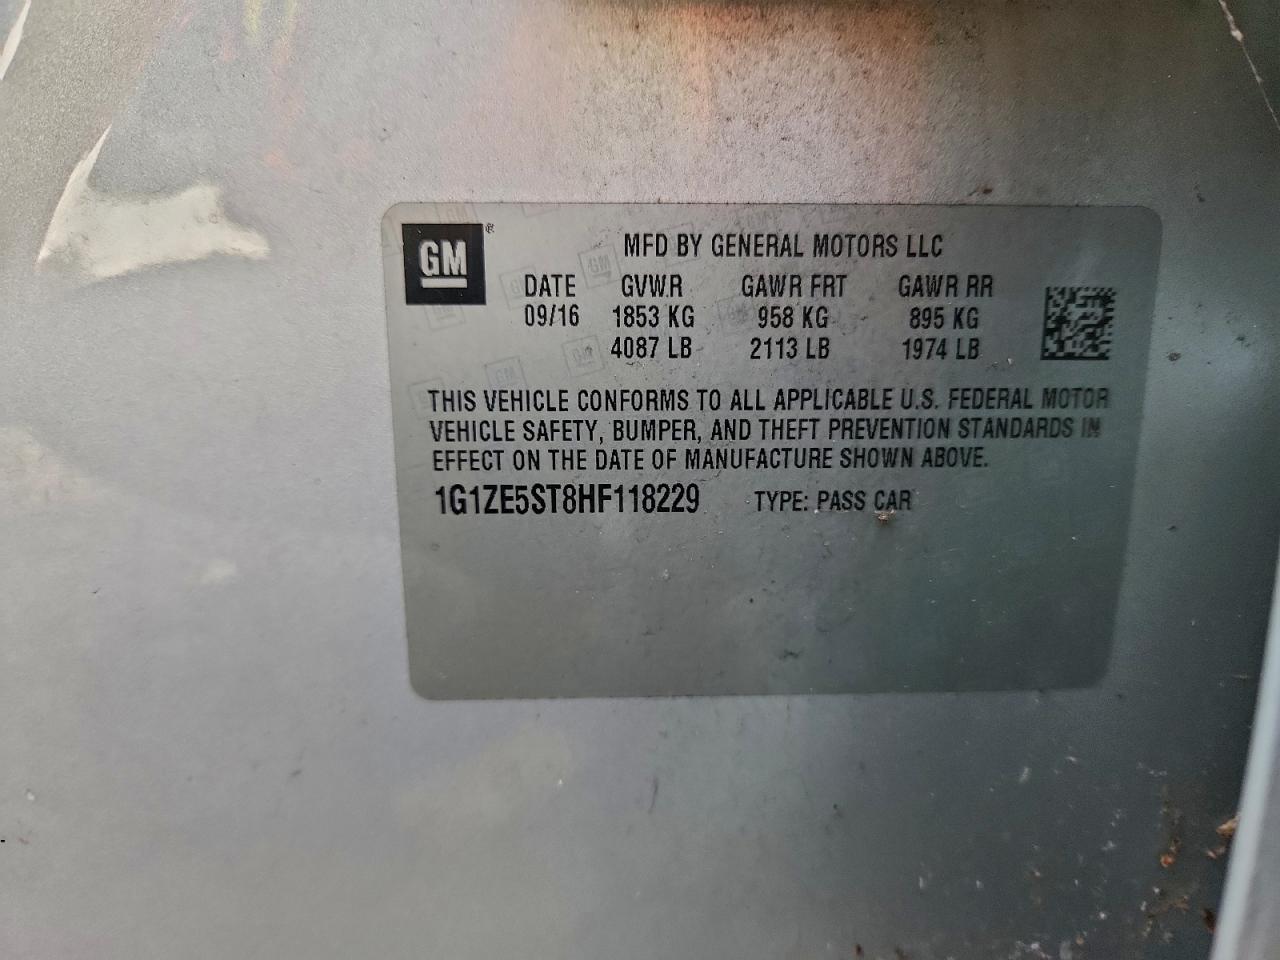 GM®
MFD BY GENERAL MOTORS LLC
DATE GVWR GAWR FRT GAWR RR
09/16 1853 KG 958 KG 895 KG
4087 LB 2113 LB 1974 LB
THIS VEHICLE CONFORMS TO ALL APPLICABLE U.S. FEDERAL MOTOR
VEHICLE SAFETY, BUMPER, AND THEFT PREVENTION STANDARDS IN
EFFECT ON THE DATE OF MANUFACTURE SHOWN ABOVE.
1G1ZE5ST8HF118229 TYPE: PASS CAR